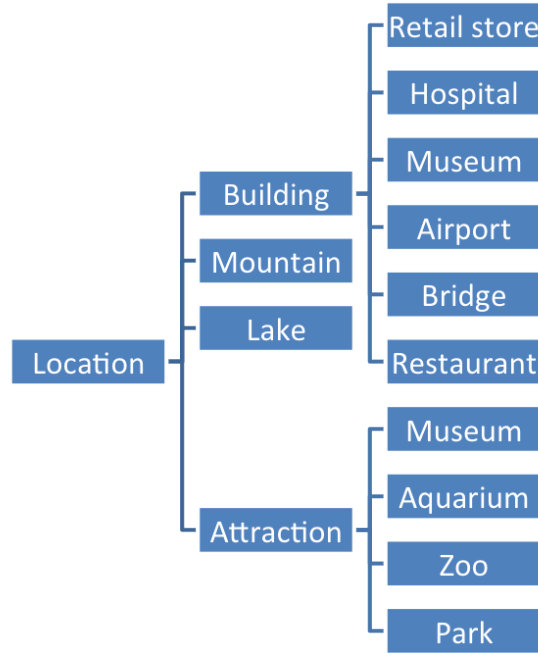 Retail store
Hospital
Museum
Building
Airport
Mountain
Bridge
Lake
Location
Restaurant
Museum
Aquarium
Attraction
Zoo
Park